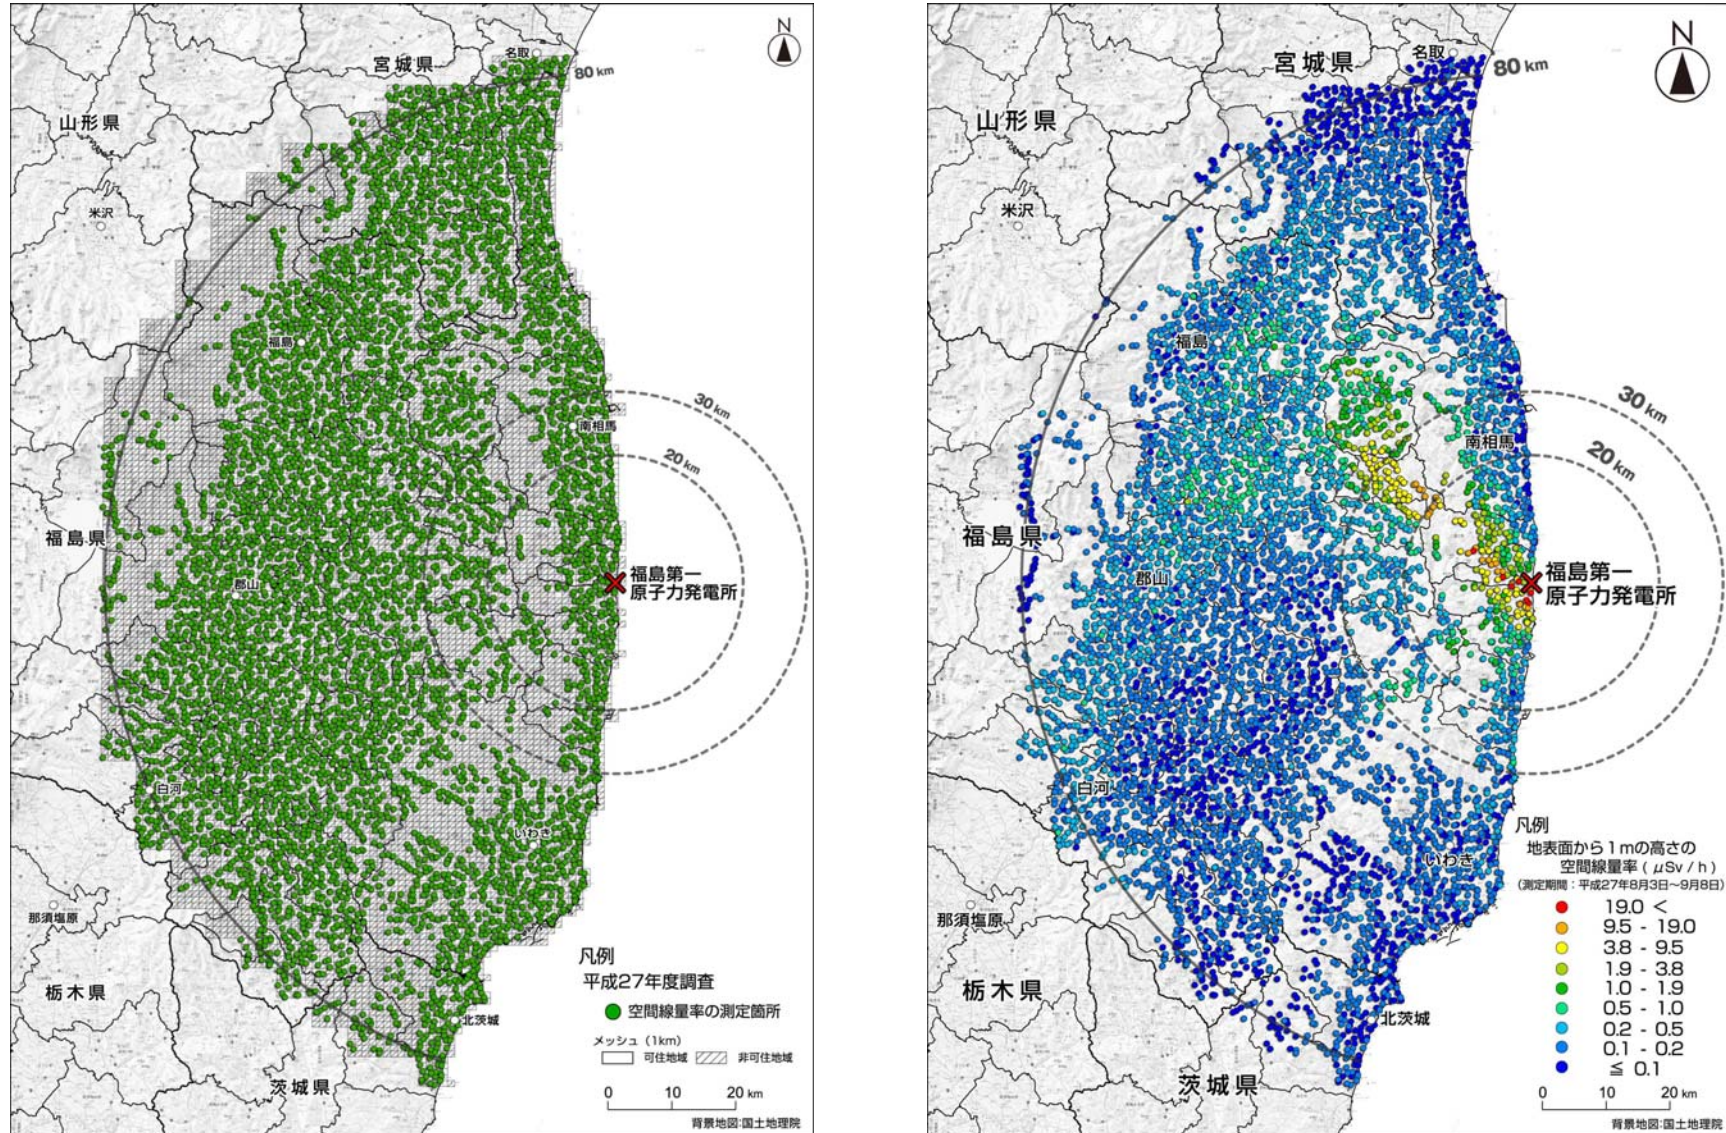 N
名取
宮城県
80 km
山形県
米沢
福島
30 km
南相馬
20 km
福島県
郡山
福島第一
原子力発電所
白河
いわき
那須塩原
凡例
平成27年度調査
空間線量率の測定箇所
栃木県
北茨城
メッシュ（1km）
可住地域 非可住地域
茨城県
0 10 20 km
背景地図:国土地理院
N
名取
宮城県
80 km
山形県
米沢
福島
30 km
南相馬
20 km
福島県
郡山
福島第一
原子力発電所
白河
凡例
地表面から1mの高さの
空間線量率 ( μSv / h )
いわき
(測定期間：平成27年8月3日～9月8日)
那須塩原
19.0 <
9.5 - 19.0
3.8 - 9.5
1.9 - 3.8
栃木県
1.0 - 1.9
0.5 - 1.0
北茨城
0.2 - 0.5
0.1 - 0.2
≦ 0.1
茨城県
0 10 20 km
背景地図:国土地理院